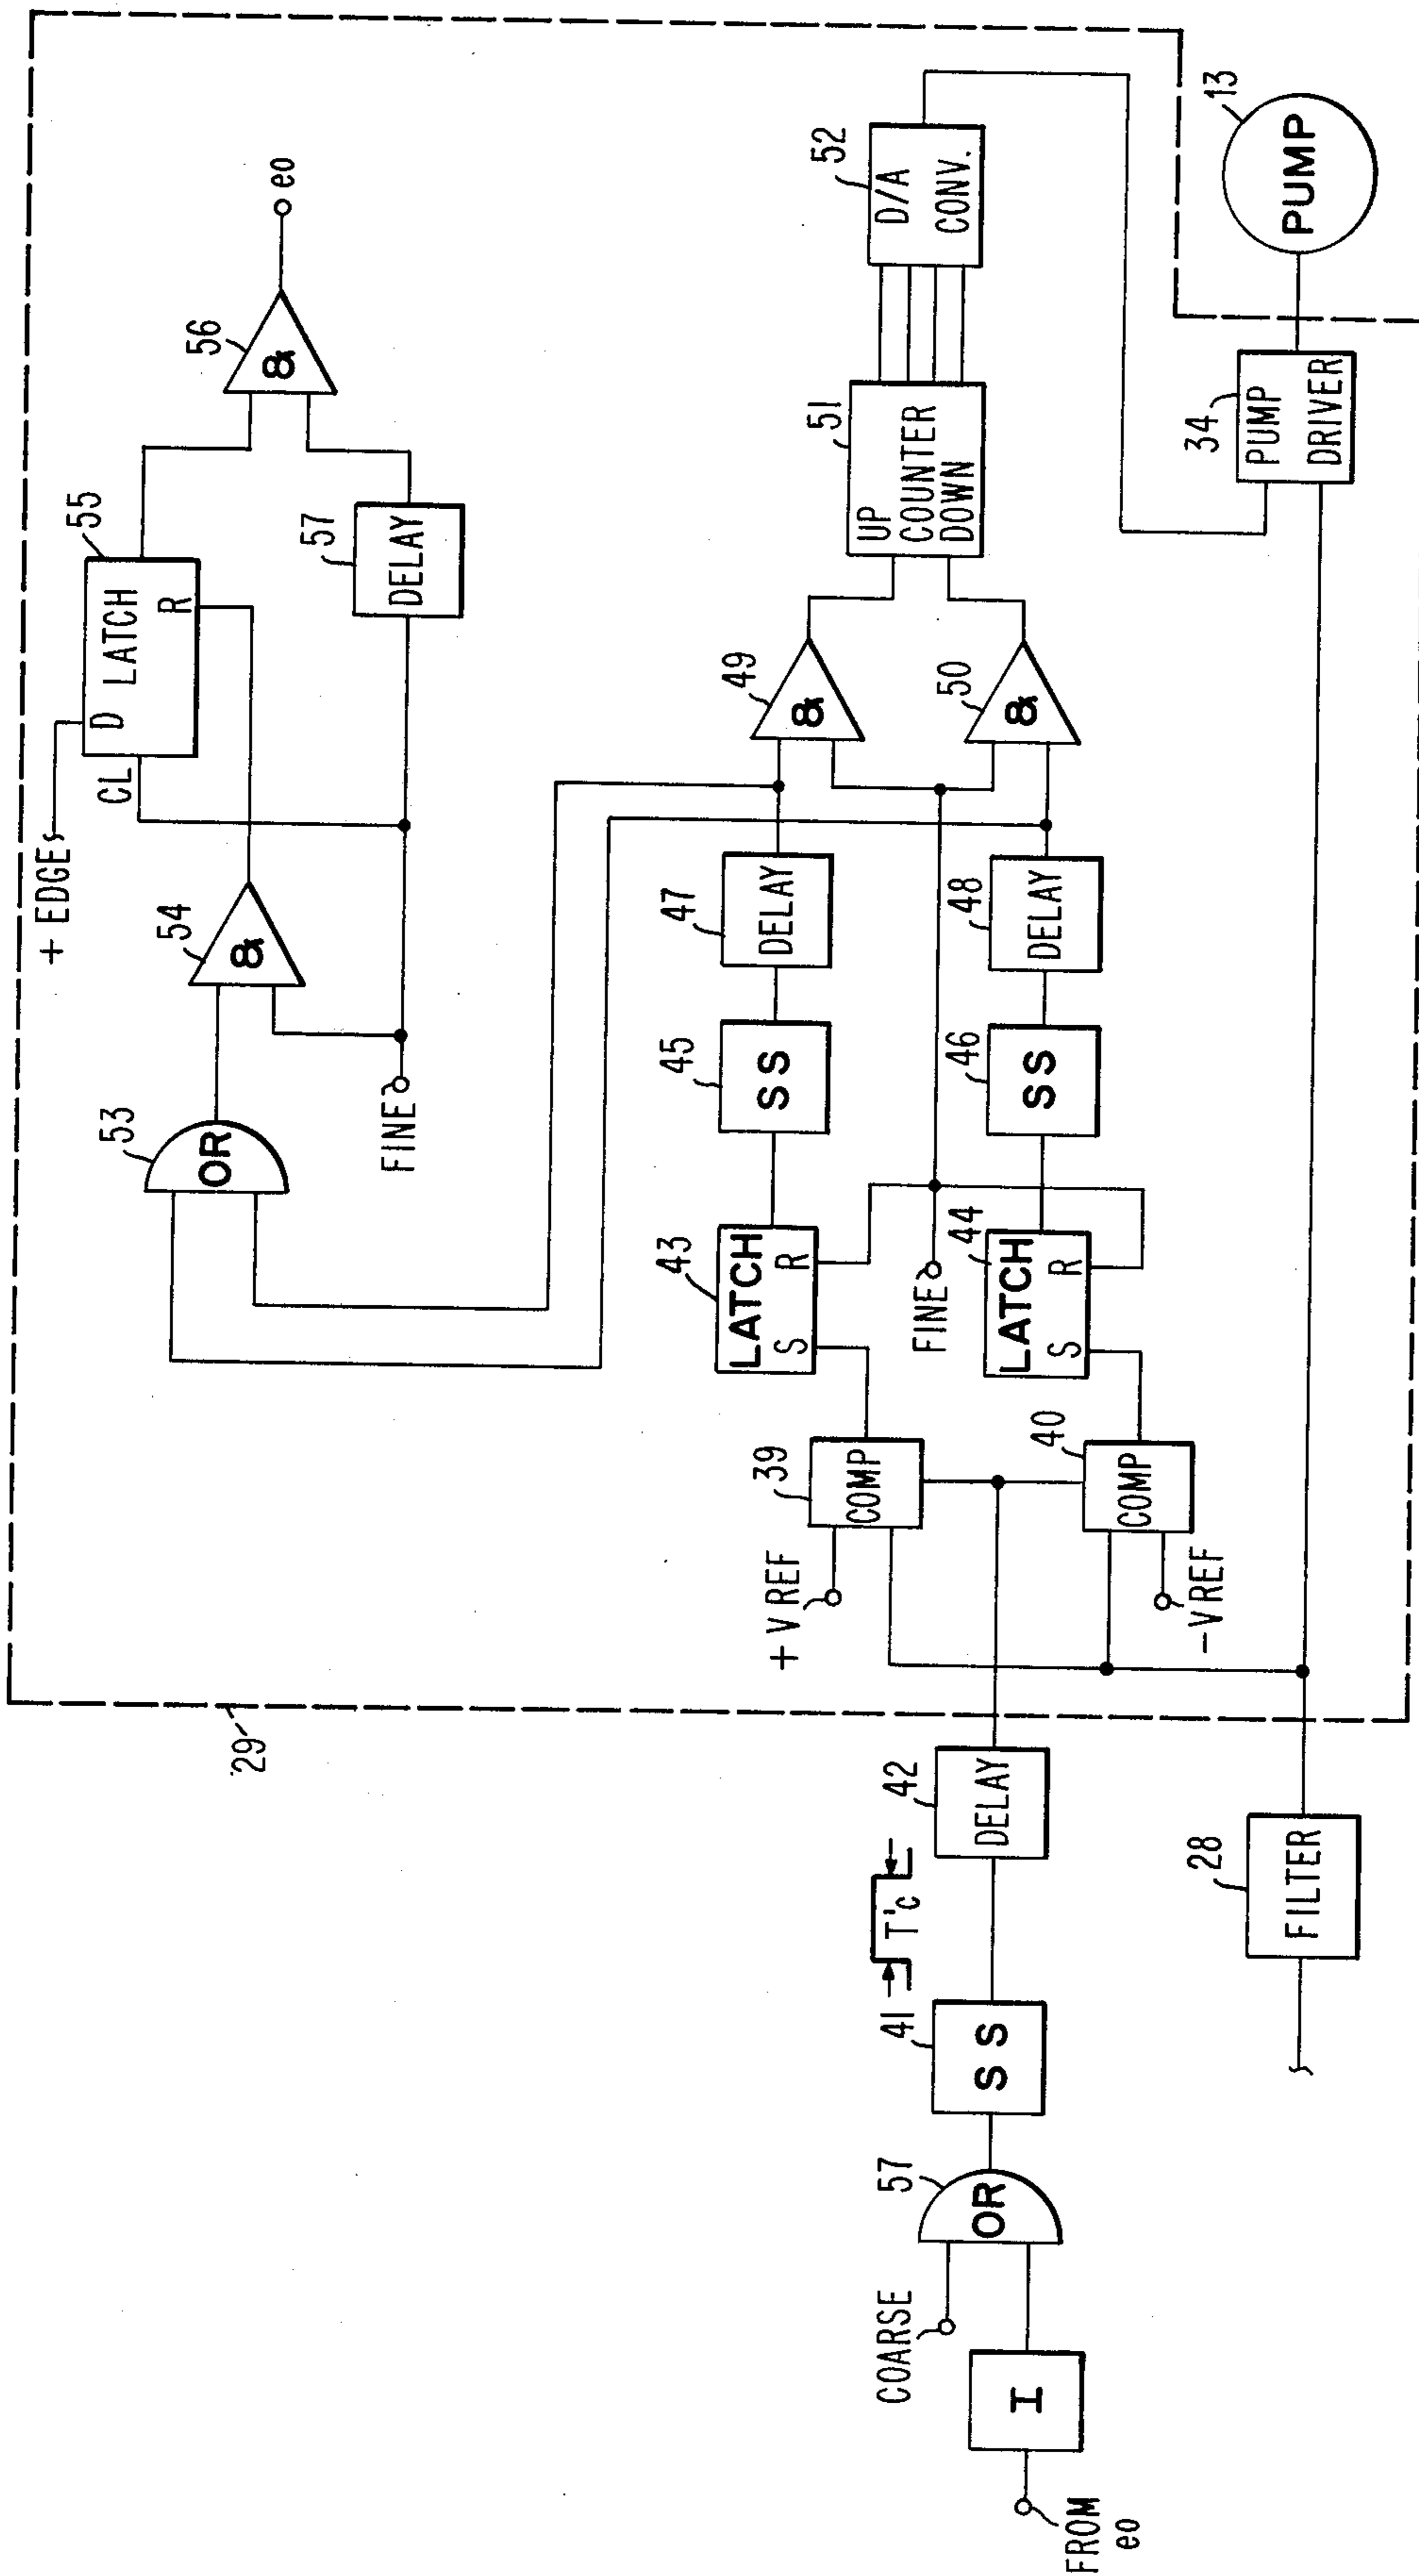 29
+ EDGE
CL
D LATCH
R
55
56
&
eo
54
&
53
OR
FINE
57
DELAY
43
LATCH
S R
45
SS
47
DELAY
49
&
UP
COUNTER
DOWN
51
52
D/A
CONV.
FINE
44
LATCH
S R
46
SS
48
DELAY
50
&
+VREF
39
COMP
40
COMP
-VREF
FROM
eo
I
COARSE
57
OR
41
SS
T'c
42
DELAY
28
FILTER
34
PUMP
DRIVER
13
PUMP